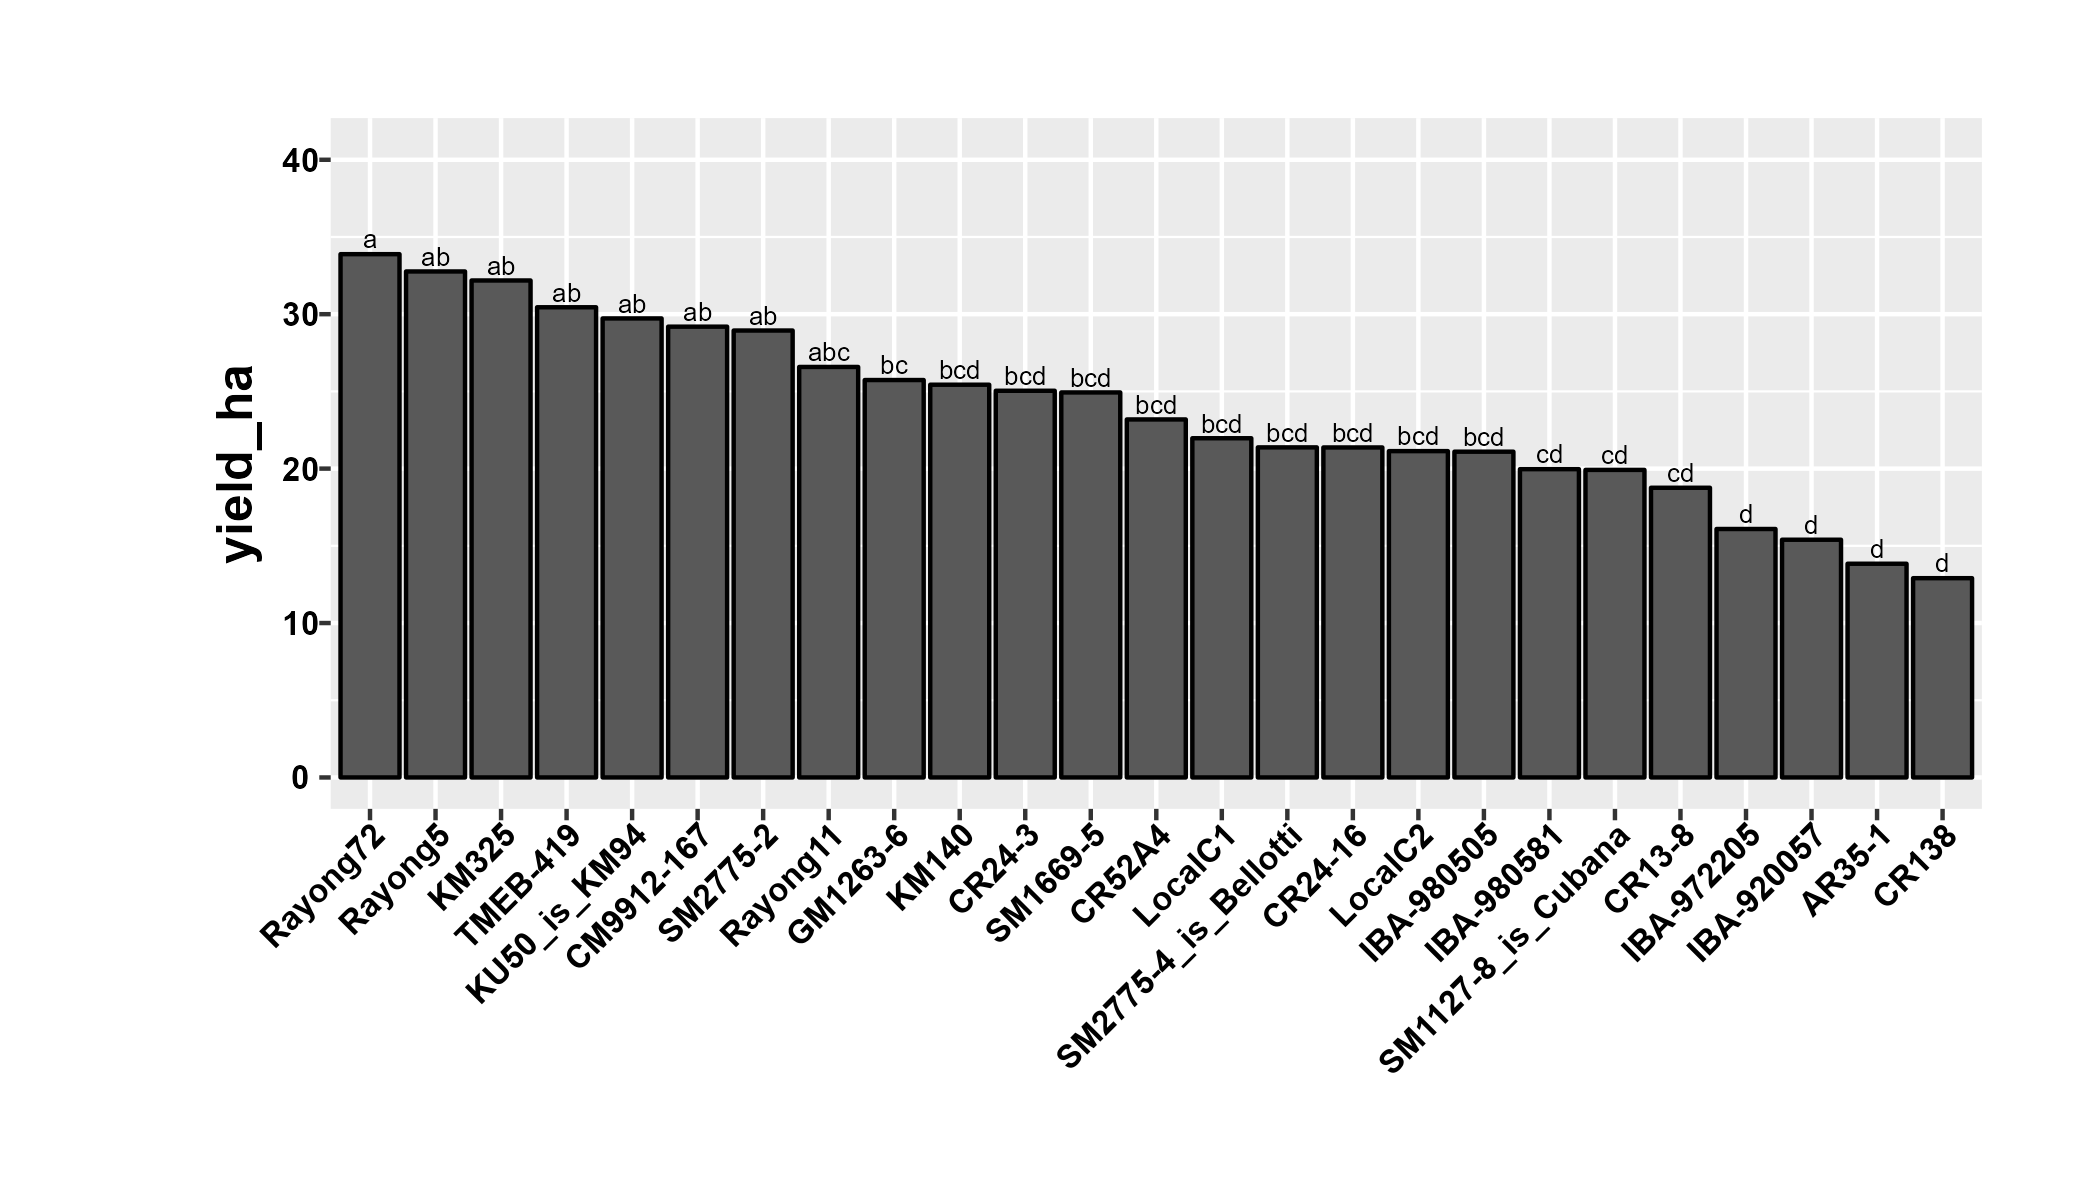 yield_ha
40
30
20
10
0
a
ab
ab
ab
ab
ab
ab
abc
bc
bcd
bcd
bcd
bcd
bcd
bcd
bcd
bcd
bcd
cd
cd
cd
d
d
d
d
Rayong72
Rayong5
KM325
TMEB-419
KU50_is_KM94
CM9912-167
SM2775-2
Rayong11
GM1263-6
KM140
CR24-3
SM1669-5
CR52A4
LocalC1
SM2775-4_is_Bellotti
CR24-16
LocalC2
IBA-980505
IBA-980581
SM1127-8_is_Cubana
CR13-8
IBA-972205
IBA-920057
AR35-1
CR138